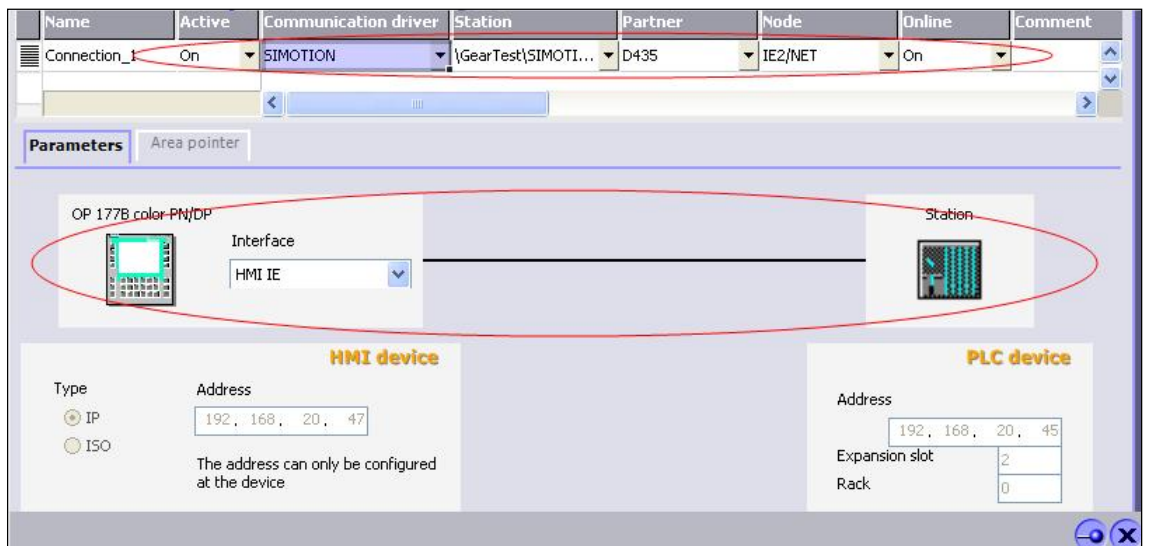 Name Active Communication driver Station Partner Node Online Comment
Connection_1 On SIMOTION \GearTest\SIMOTI... D435 IE2/NET On
Parameters Area pointer
OP 177B color PN/DP
Station
Interface
HMI IE
HMI device
PLC device
Type
Address
IP
192. 168. 20. 47
ISO
The address can only be configured
at the device
Address
192. 168. 20. 45
Expansion slot 2
Rack 0